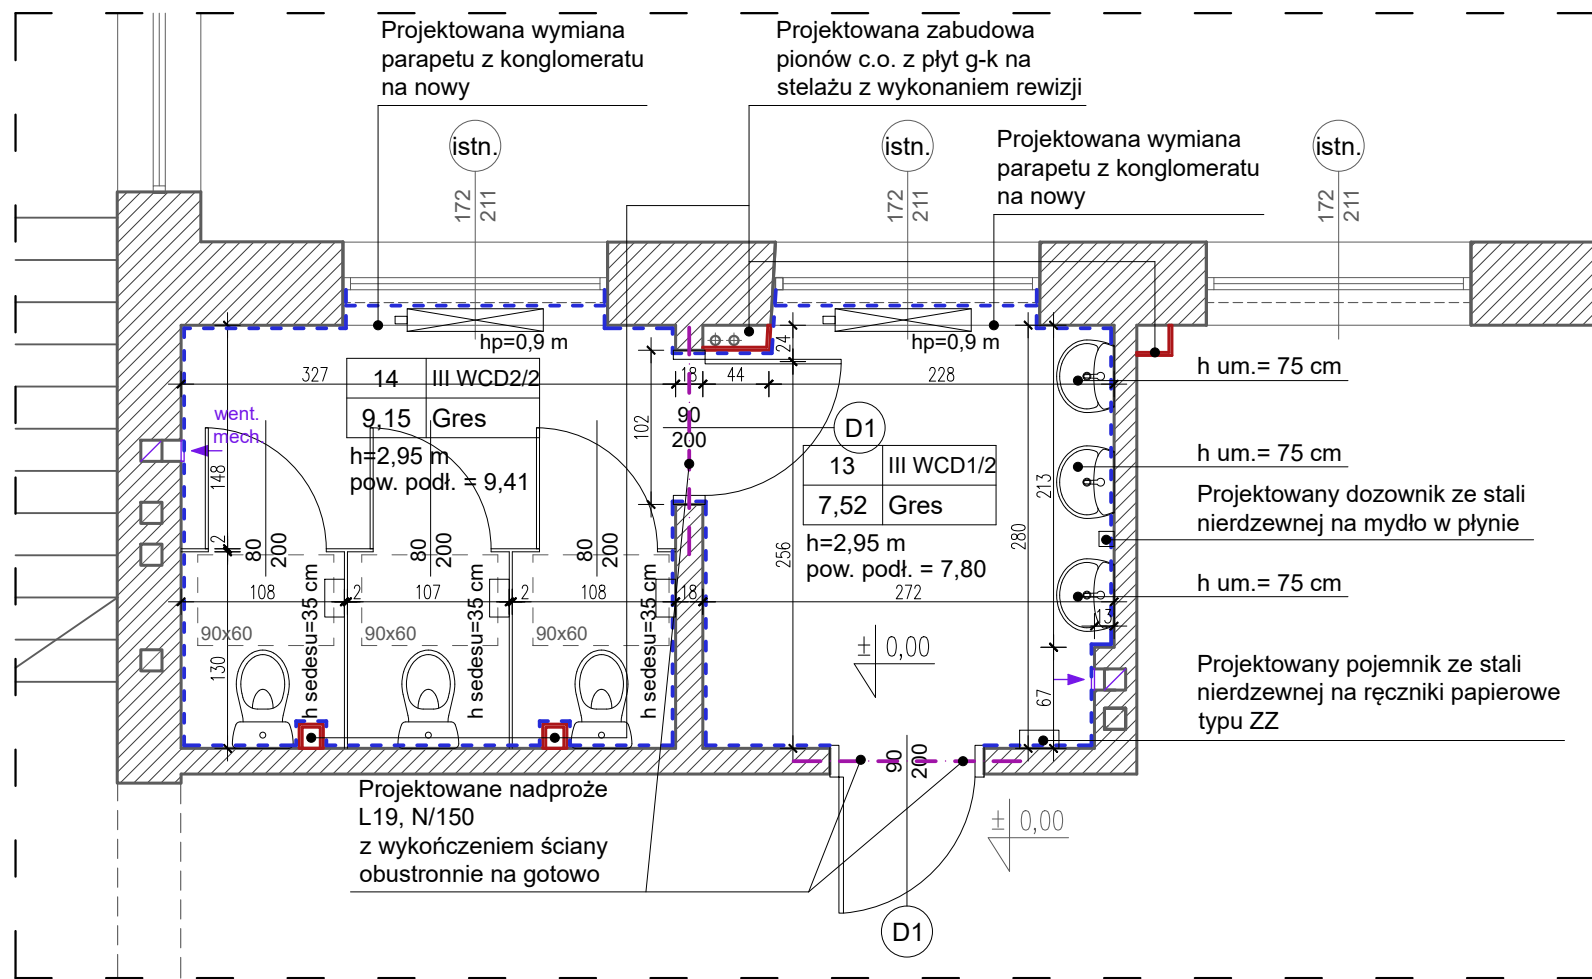 Projektowana wymiana
parapetu z konglomeratu
na nowy
Projektowana zabudowa
pionów c.o. z płyt g-k na
stelażu z wykonaniem rewizji
Projektowana wymiana
parapetu z konglomeratu
na nowy
istn.
172
211
istn.
172
211
istn.
172
211
hp=0,9 m
hp=0,9 m
24
327
14 III WCD2/2
9,15 Gres
h=2,95 m
pow. podł. = 9,41
18
44
228
102
90
200
D1
went.
mech.
148
2
13 III WCD1/2
7,52 Gres
h=2,95 m
pow. podł. = 7,80
256
280
213
h um.= 75 cm
h um.= 75 cm
Projektowany dozownik ze stali
nierdzewnej na mydło w płynie
h um.= 75 cm
80
200
80
200
80
200
108
2
107
2
108
18
272
13
90x60
90x60
90x60
h sedesu=35 cm
h sedesu=35 cm
h sedesu=35 cm
130
± 0,00
67
Projektowany pojemnik ze stali
nierdzewnej na ręczniki papierowe
typu ZZ
90
200
Projektowane nadproże
L19, N/150
z wykończeniem ściany
obustronnie na gotowo
± 0,00
D1